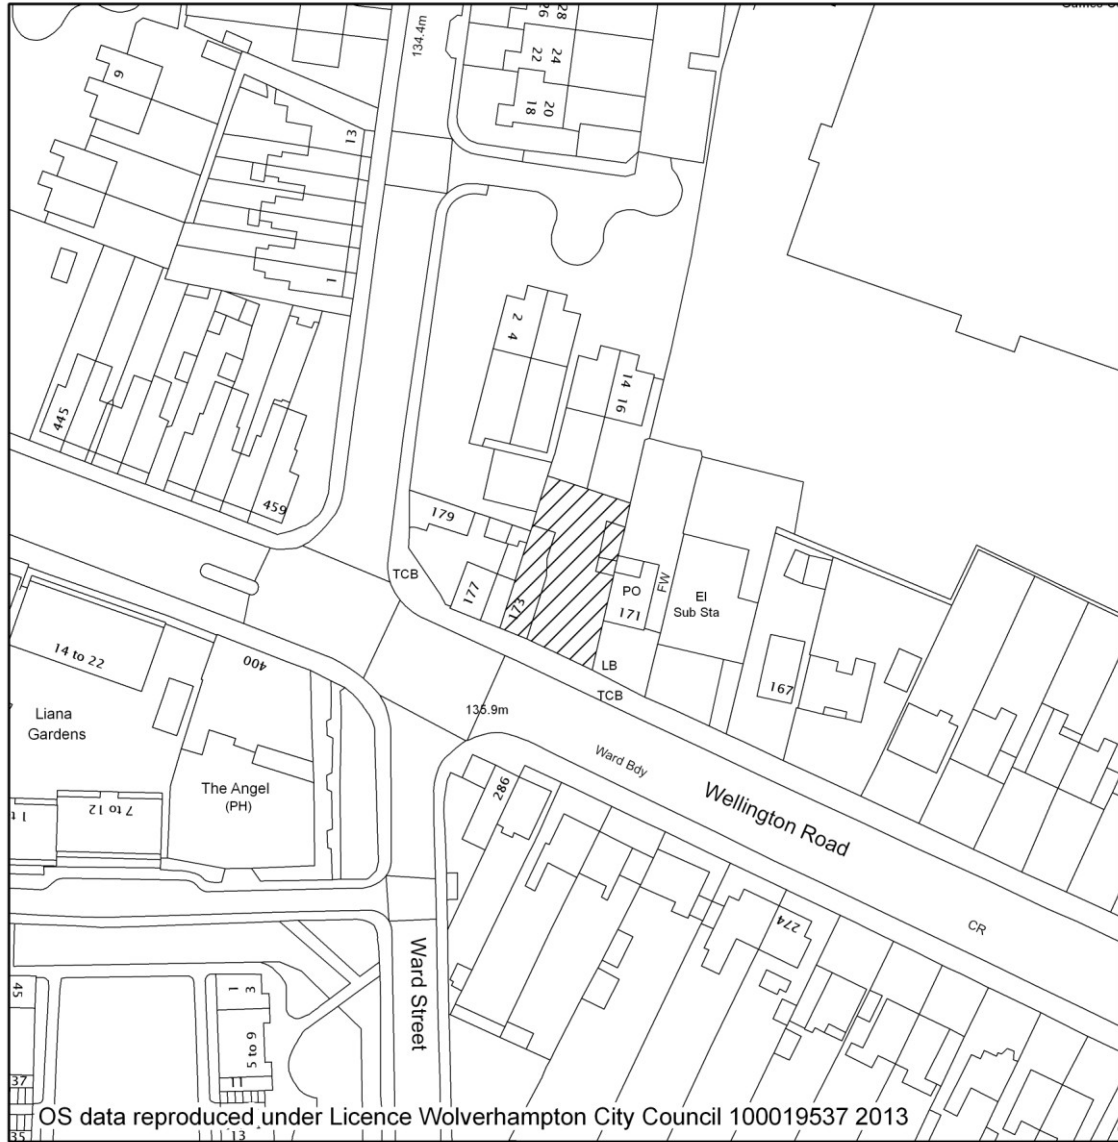 134.4m
26
28
22
24
18
20
9
13
1
2
4
14
16
445
459
179
TCB
177
173
PO
171
FW
El
Sub Sta
LB
TCB
167
14 to 22
400
Liana
Gardens
135.9m
The Angel
(PH)
7 to 12
286
Ward Bdy
Wellington Road
274
CR
Ward Street
45
1
3
5 to 9
37
11
35
13
OS data reproduced under Licence Wolverhampton City Council 100019537 2013